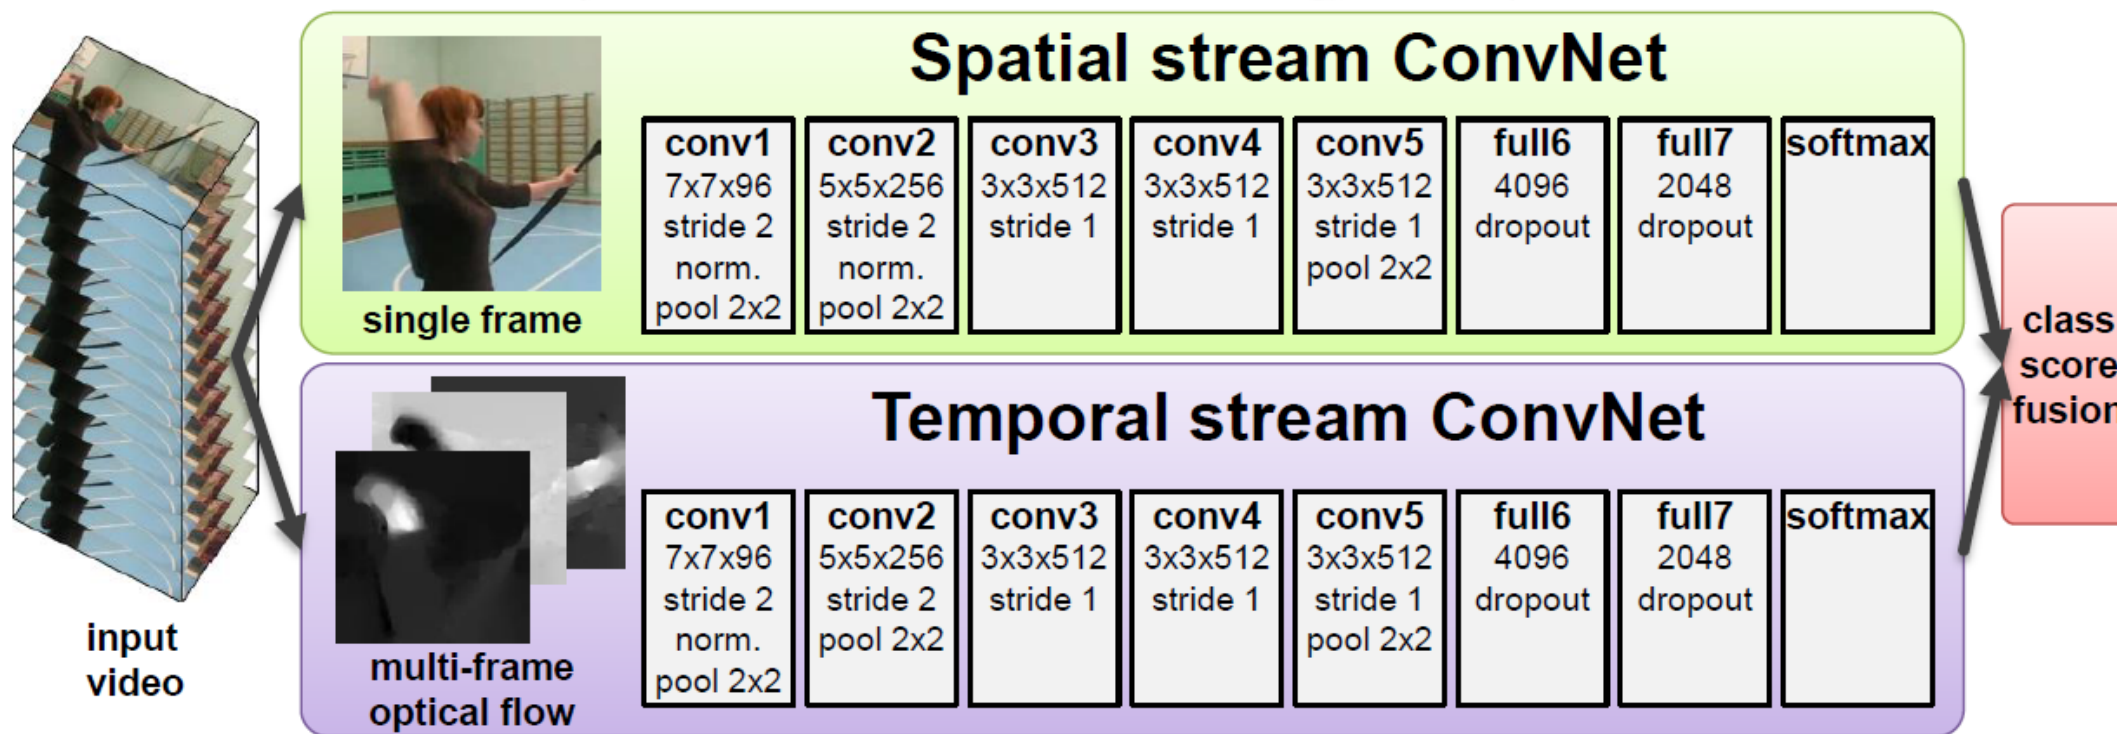 Spatial stream ConvNet
conv1
7x7x96
stride 2
norm.
pool 2x2
conv2
5x5x256
stride 2
norm.
pool 2x2
conv3
3x3x512
stride 1
conv4
3x3x512
stride 1
conv5
3x3x512
stride 1
pool 2x2
full6
4096
dropout
full7
2048
dropout
softmax
single frame
Temporal stream ConvNet
conv1
7x7x96
stride 2
norm.
pool 2x2
conv2
5x5x256
stride 2
pool 2x2
conv3
3x3x512
stride 1
conv4
3x3x512
stride 1
conv5
3x3x512
stride 1
pool 2x2
full6
4096
dropout
full7
2048
dropout
softmax
multi-frame
optical flow
input
video
class
score
fusion